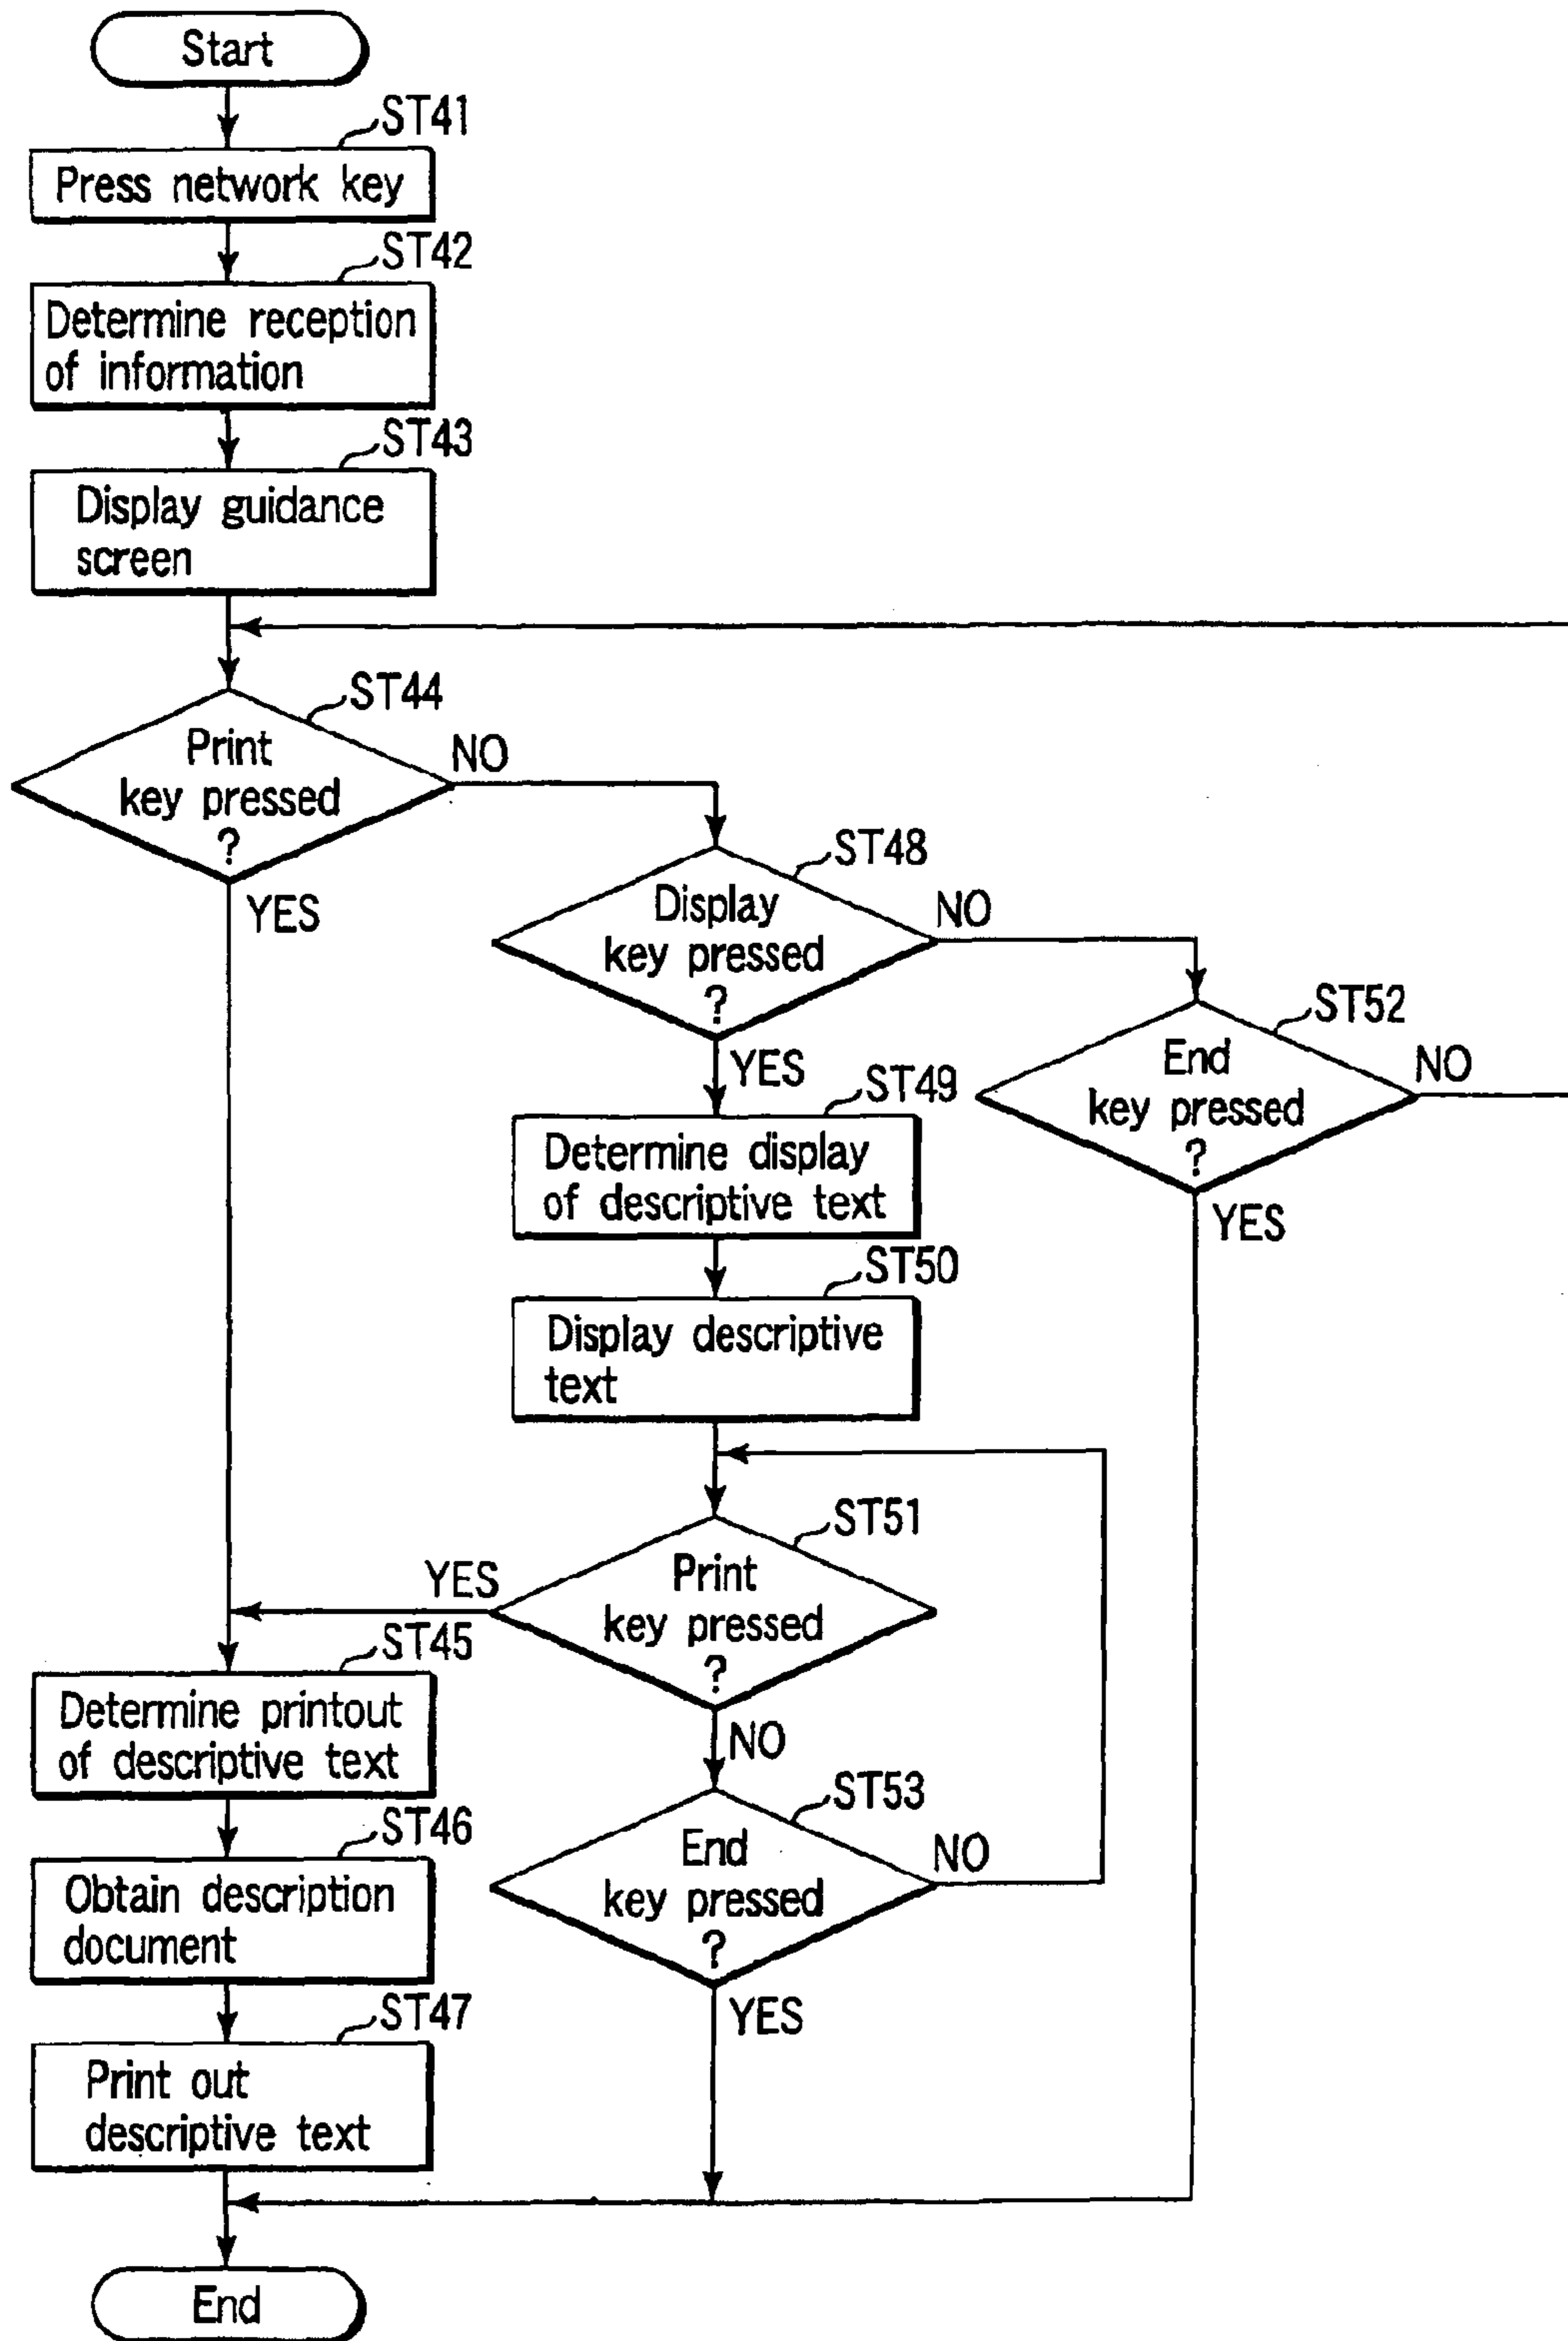 Start
ST41
Press network key
ST42
Determine reception
of information
ST43
Display guidance
screen
ST44
Print
key pressed
?
NO
YES
ST48
Display
key pressed
?
NO
YES
ST52
End
key pressed
?
NO
YES
ST49
Determine display
of descriptive text
ST50
Display descriptive
text
ST51
Print
key pressed
?
YES
NO
ST45
Determine printout
of descriptive text
ST53
End
key pressed
?
NO
YES
ST46
Obtain description
document
ST47
Print out
descriptive text
End